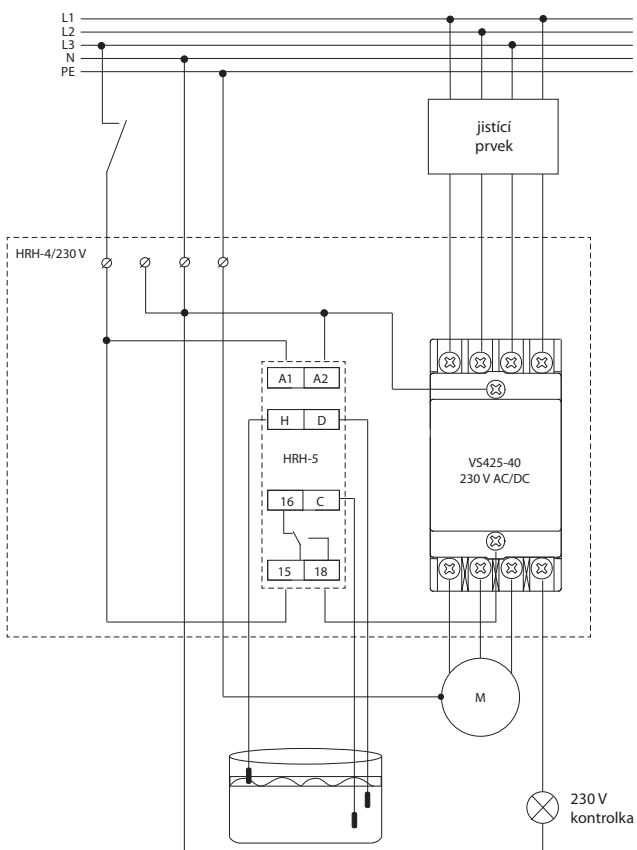 L1
L2
L3
N
PE
jistící
prvek
HRH-4/230 V
A1 A2
H D
HRH-5
16 C
15 18
VS425-40
230 V AC/DC
M
230 V
kontrolka